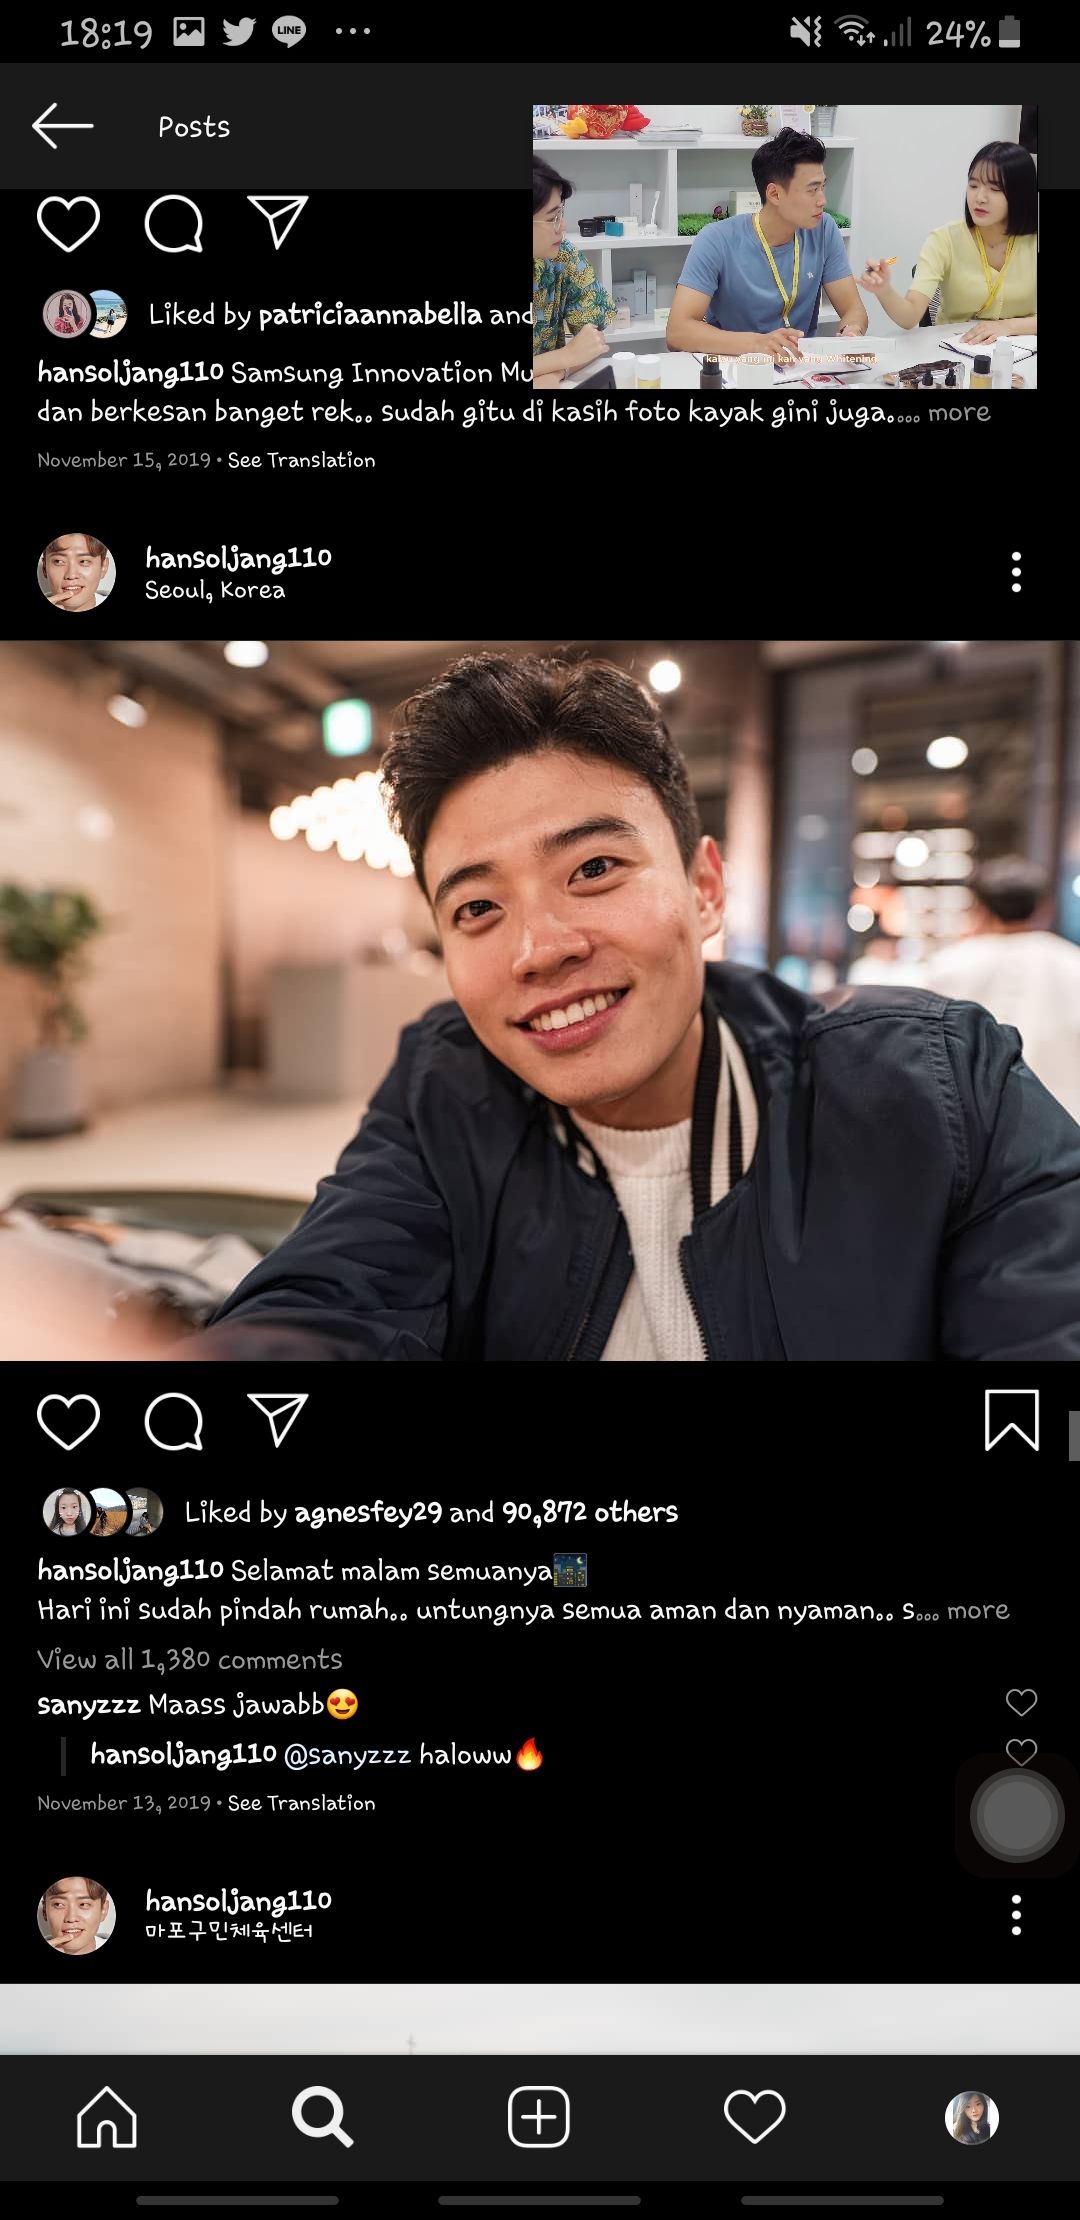 18:19
LINE
24%
Posts
kalau yang ini kan yang Whitening
Liked by patriciaannabella and
hansoljang110 Samsung Innovation Mu
dan berkesan banget rek.. sudah gitu di kasih foto kayak gini juga.... more
November 15, 2019 • See Translation
hansoljang110
Seoul, Korea
Liked by agnesfey29 and 90,872 others
hansoljang110 Selamat malam semuanya🌃
Hari ini sudah pindah rumah.. untungnya semua aman dan nyaman.. s... more
View all 1,380 comments
sanyzzz Maass jawabb😍
hansoljang110 @sanyzzz haloww🔥
November 13, 2019 • See Translation
hansoljang110
마포구민체육센터